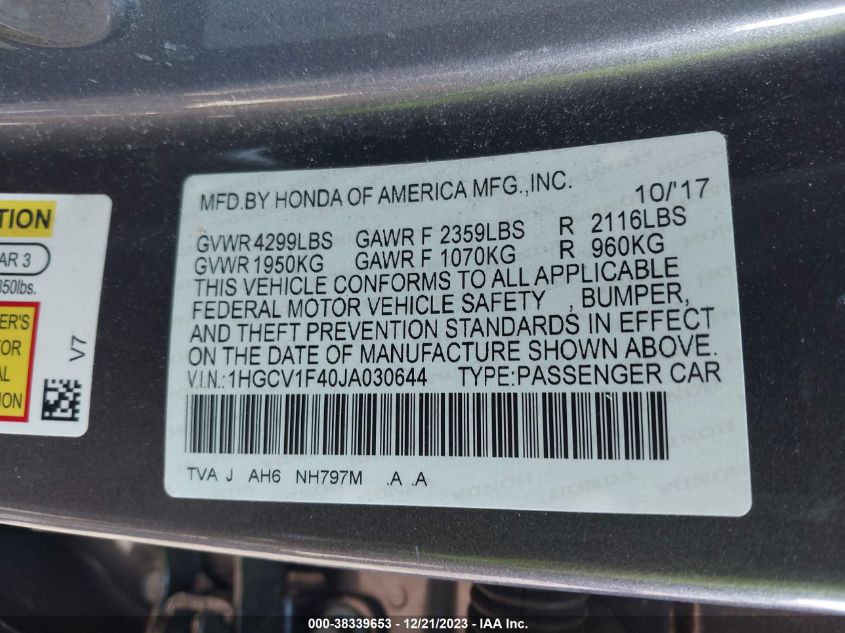 MFD.BY HONDA OF AMERICA MFG.,INC. 10/'17
GVWR 4299LBS GAWR F 2359LBS R 2116LBS
GVWR 1950KG GAWR F 1070KG R 960KG
THIS VEHICLE CONFORMS TO ALL APPLICABLE
FEDERAL MOTOR VEHICLE SAFETY , BUMPER,
AND THEFT PREVENTION STANDARDS IN EFFECT
ON THE DATE OF MANUFACTURE SHOWN ABOVE.
V.I.N.:1HGCV1F40JA030644 TYPE:PASSENGER CAR
TVA J AH6 NH797M .A .A
HONDA
AR 3
850lbs.
V7
000-38339653 - 12/21/2023 - IAAI Inc.